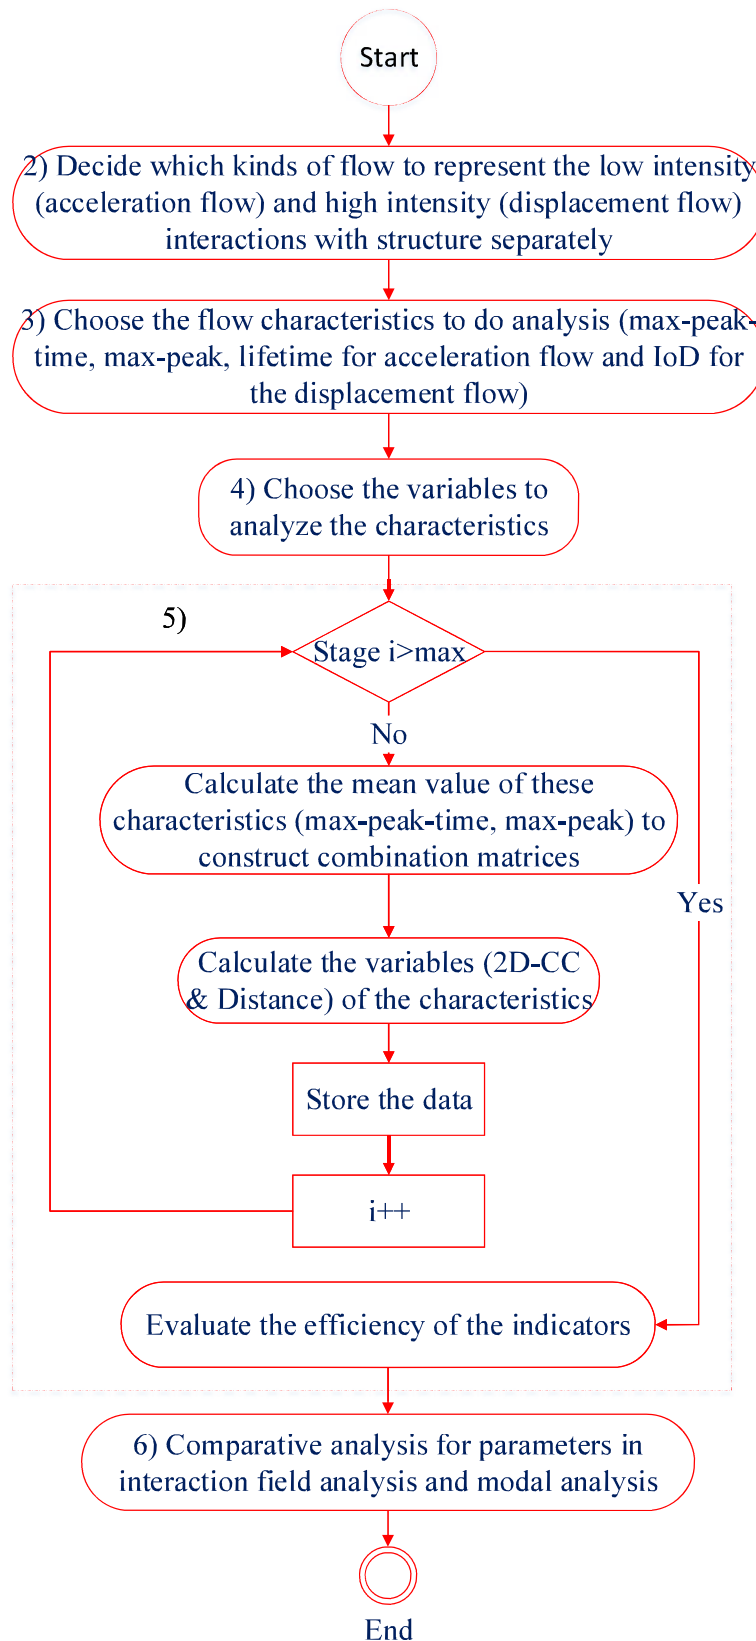 Start
2) Decide which kinds of flow to represent the low intensity
(acceleration flow) and high intensity (displacement flow)
interactions with structure separately
3) Choose the flow characteristics to do analysis (max-peak-
time, max-peak, lifetime for acceleration flow and IoD for
the displacement flow)
4) Choose the variables to
analyze the characteristics
5)
Stage i>max
No
Calculate the mean value of these
characteristics (max-peak-time, max-peak) to
construct combination matrices
Yes
Calculate the variables (2D-CC
& Distance) of the characteristics
Store the data
i++
Evaluate the efficiency of the indicators
6) Comparative analysis for parameters in
interaction field analysis and modal analysis
End